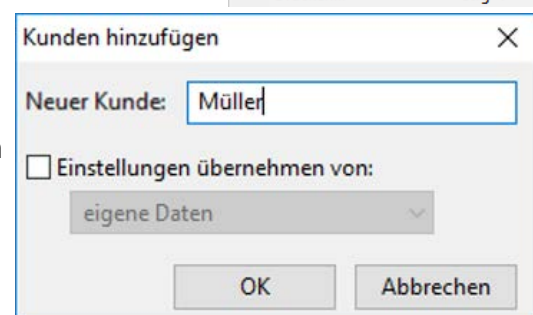 Kunden hinzufügen
Neuer Kunde: Müller
Einstellungen übernehmen von:
eigene Daten
OK Abbrechen